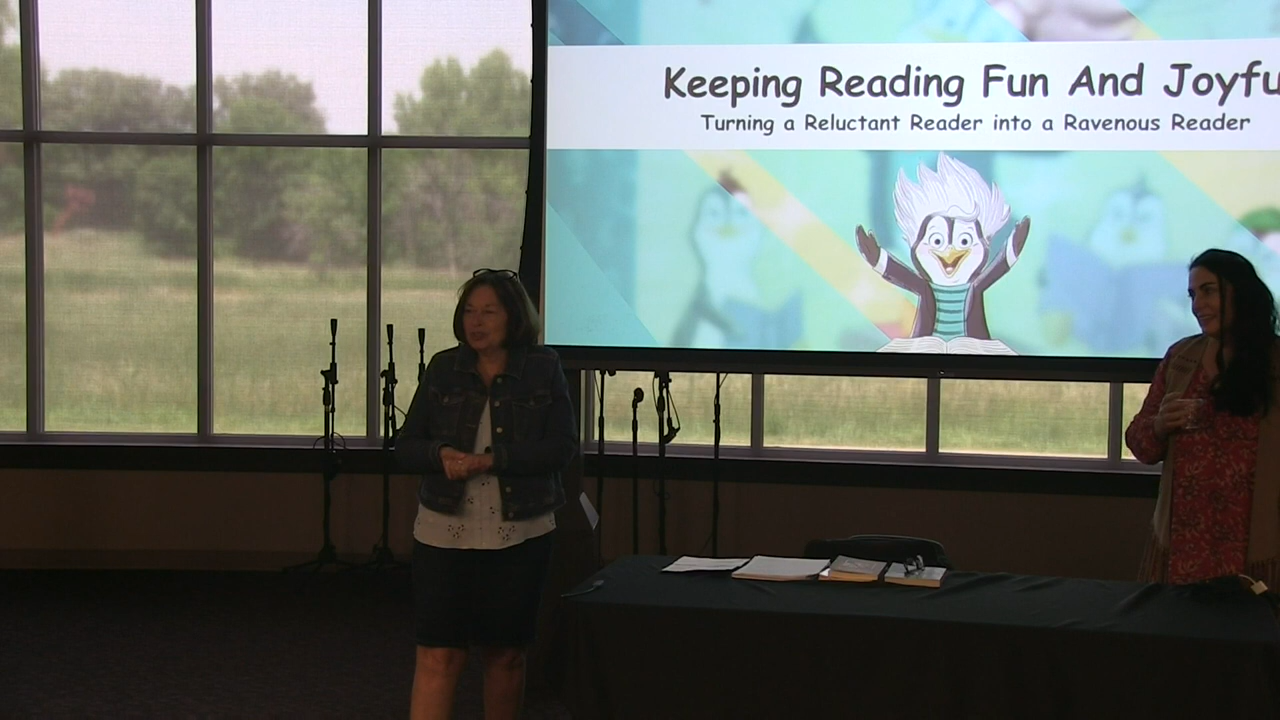 Keeping Reading Fun And Joyfu
Turning a Reluctant Reader into a Ravenous Reader